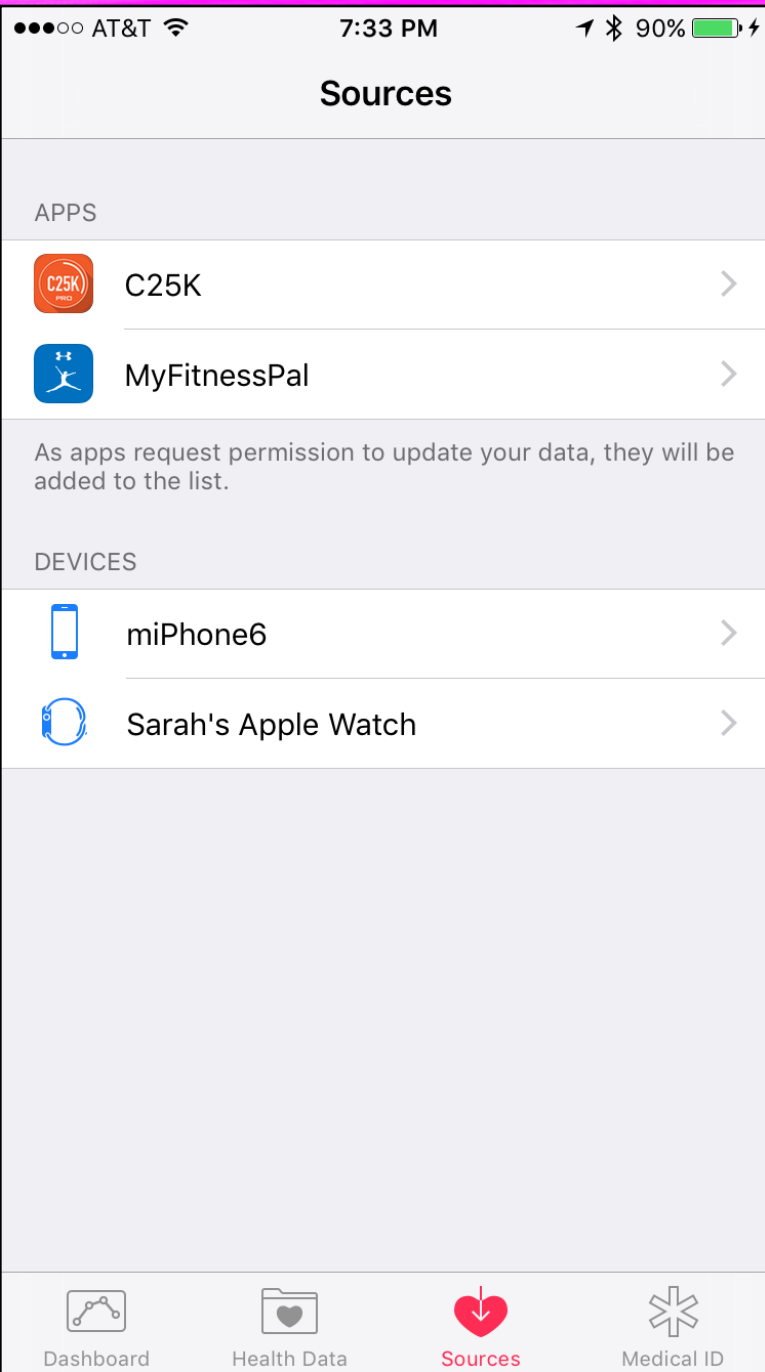 AT&T 7:33 PM 90%
Sources
APPS
C25K PRO
C25K
MyFitnessPal
As apps request permission to update your data, they will be
added to the list.
DEVICES
miPhone6
Sarah's Apple Watch
Dashboard Health Data Sources Medical ID